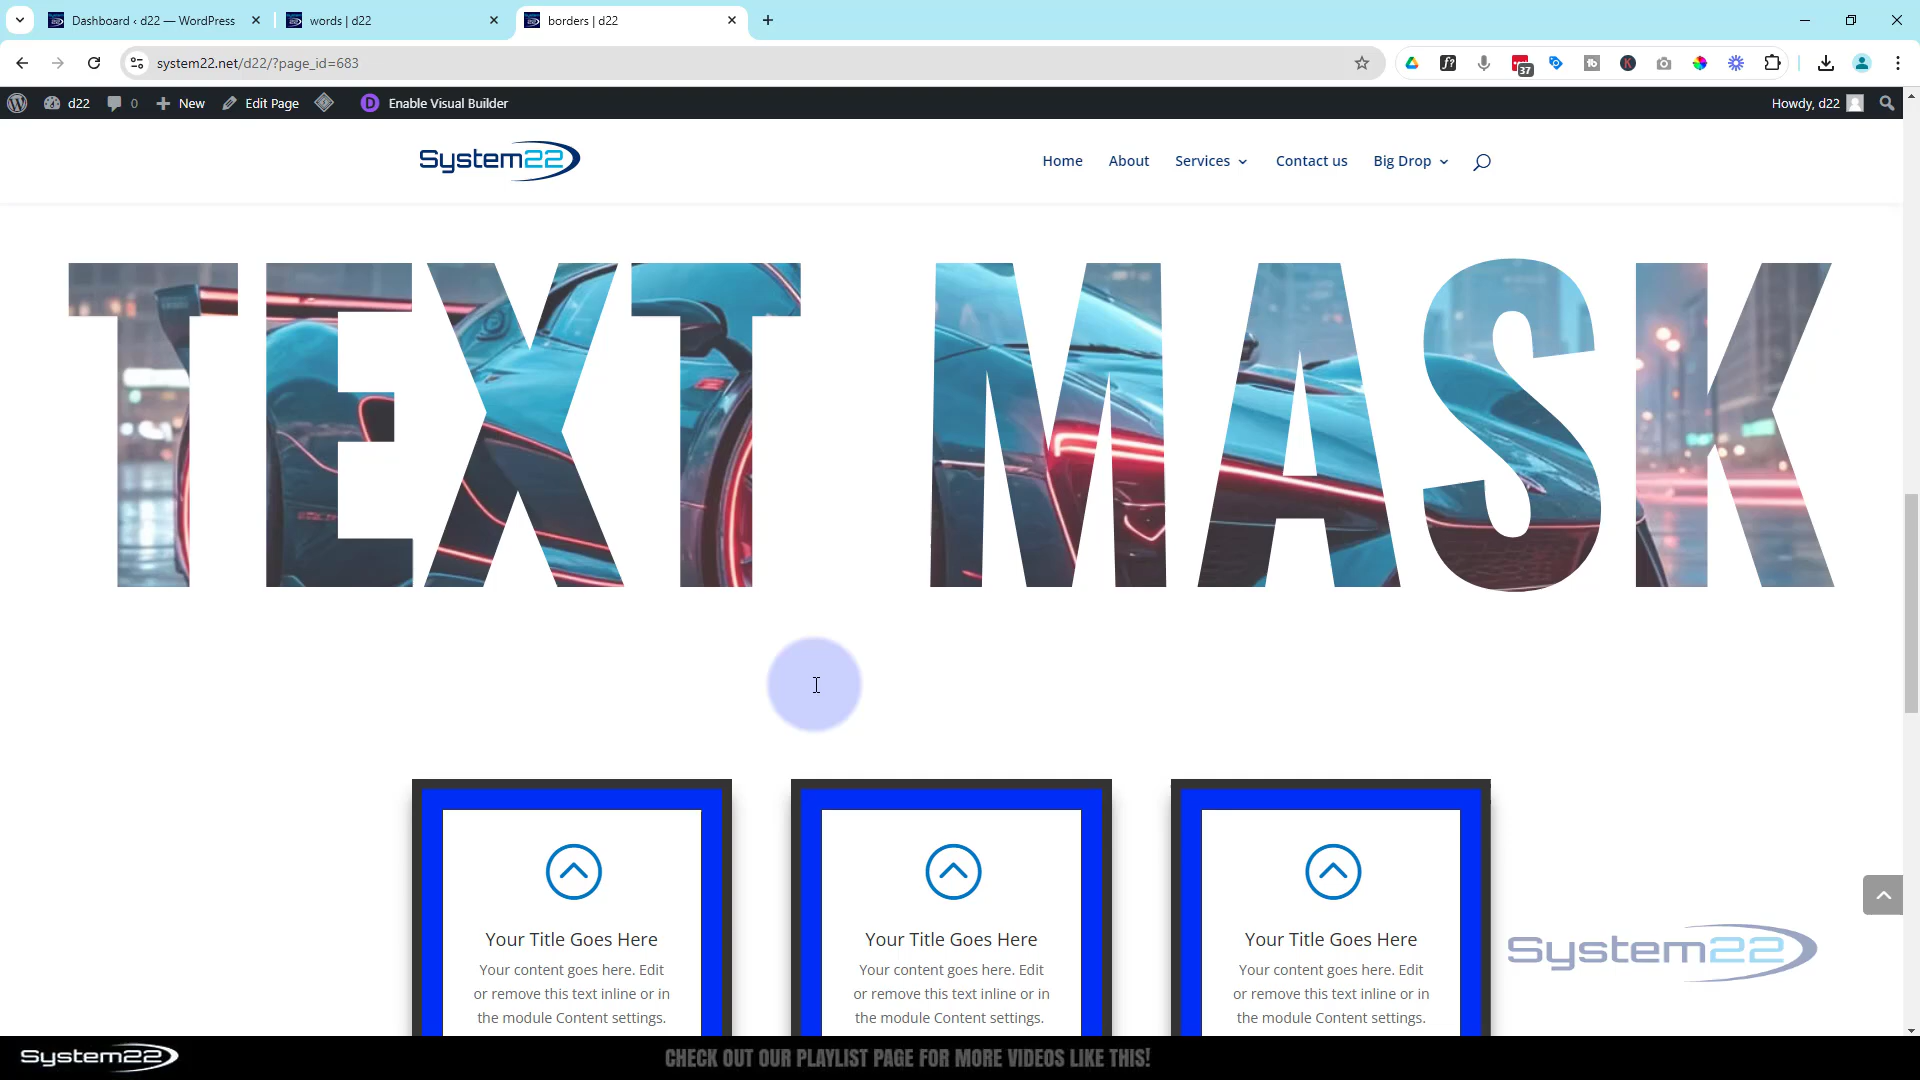 Dashboard ‹ d22 — WordPress
words | d22
borders | d22
system22.net/d22/?page_id=683
f?
37
tb
K
d22
0
New
Edit Page
D Enable Visual Builder
Howdy, d22
System22
Home
About
Services
Contact us
Big Drop
TEXT MASK
Your Title Goes Here
Your content goes here. Edit
or remove this text inline or in
the module Content settings.
Your Title Goes Here
Your content goes here. Edit
or remove this text inline or in
the module Content settings.
Your Title Goes Here
Your content goes here. Edit
or remove this text inline or in
the module Content settings.
System22
System22
CHECK OUT OUR PLAYLIST PAGE FOR MORE VIDEOS LIKE THIS!